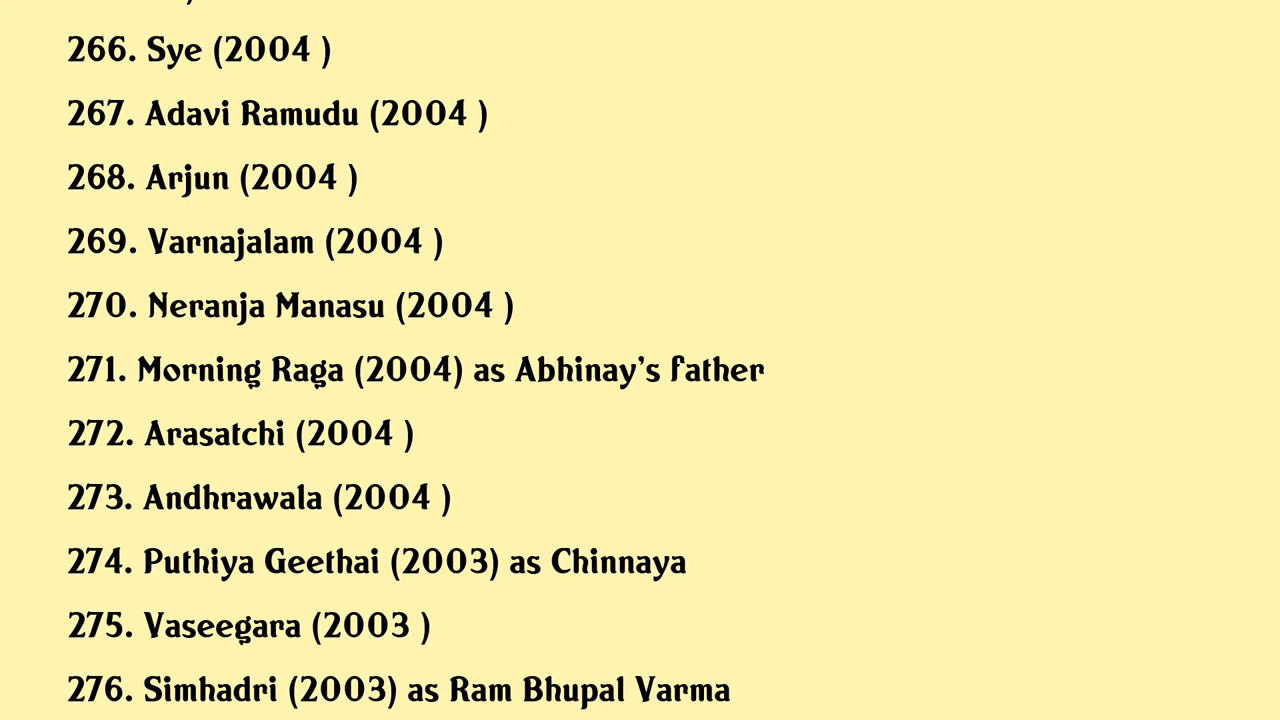 266. Sye (2004 )
267. Adavi Ramudu (2004 )
268. Arjun (2004 )
269. Varnajalam (2004 )
270. Neranja Manasu (2004 )
271. Morning Raga (2004) as Abhinay's father
272. Arasatchi (2004 )
273. Andhrawala (2004 )
274. Puthiya Geethai (2003) as Chinnaya
275. Vaseegara (2003 )
276. Simhadri (2003) as Ram Bhupal Varma